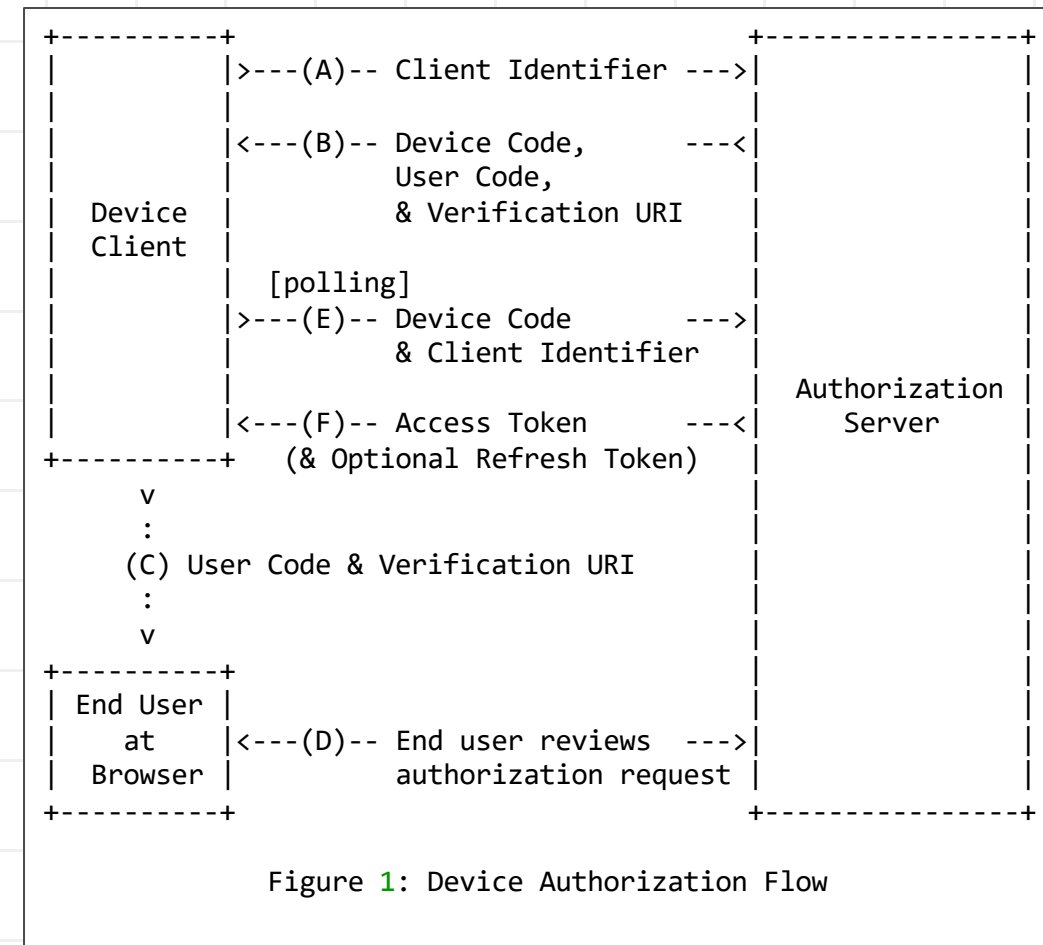 +----------+                                +----------------+
|          |>---(A)-- Client Identifier --->|                |
|          |                                |                |
|          |<---(B)-- Device Code,      ---<|                |
|          |          User Code,            |                |
|  Device  |          & Verification URI    |                |
|  Client  |                                |                |
|          |  [polling]                     |                |
|          |>---(E)-- Device Code       --->|                |
|          |          & Client Identifier   |                |
|          |                                |  Authorization |
|          |<---(F)-- Access Token      ---<|     Server     |
+----------+   (& Optional Refresh Token)   |                |
      v                                     |                |
      :                                     |                |
     (C) User Code & Verification URI       |                |
      :                                     |                |
      v                                     |                |
+----------+                                |                |
| End User |                                |                |
|    at    |<---(D)-- End user reviews  --->|                |
|  Browser |          authorization request |                |
+----------+                                +----------------+
Figure 1: Device Authorization Flow